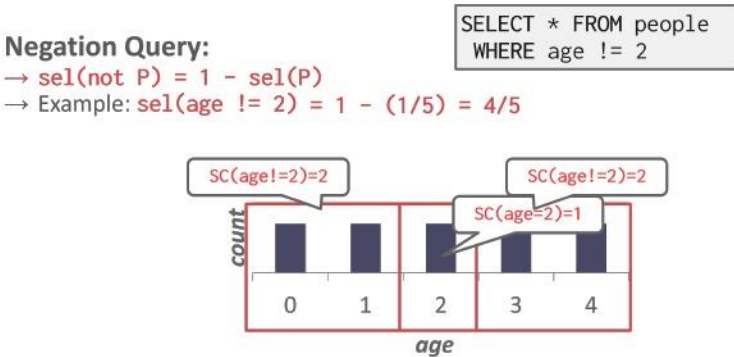 SELECT * FROM people
WHERE age != 2
Negation Query:
→ sel(not P) = 1 - sel(P)
→ Example: sel(age != 2) = 1 - (1/5) = 4/5
SC(age!=2)=2
SC(age!=2)=2
SC(age=2)=1
count
0 1 2 3 4
age